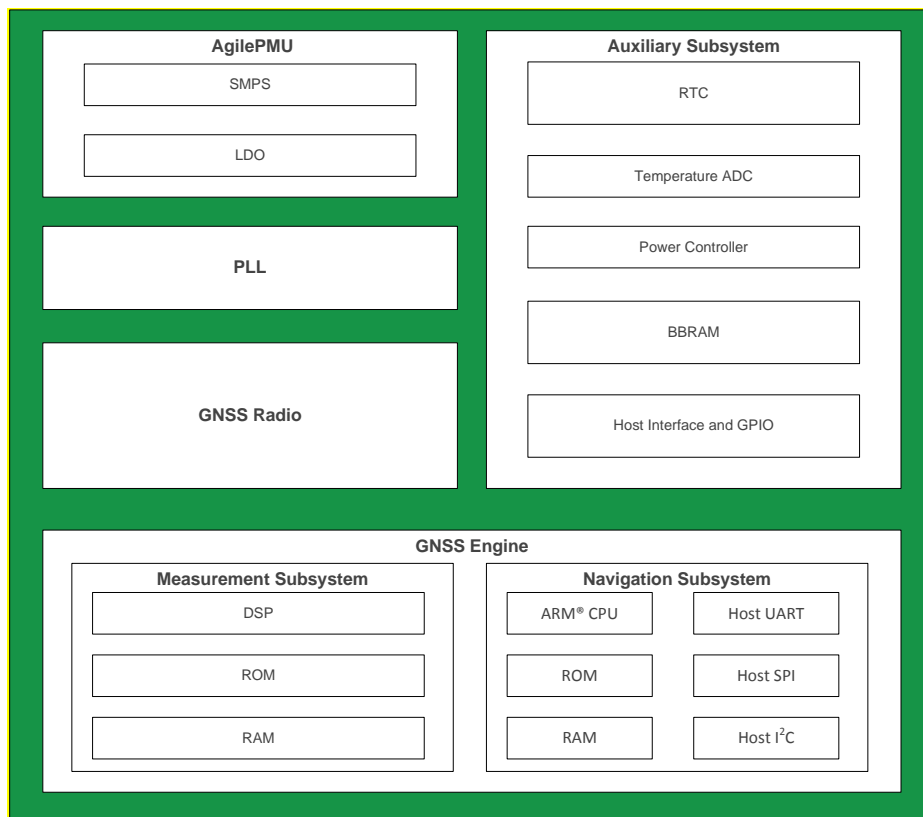 AgilePMU
SMPS
LDO
PLL
GNSS Radio
Auxiliary Subsystem
RTC
Temperature ADC
Power Controller
BBRAM
Host Interface and GPIO
GNSS Engine
Measurement Subsystem
DSP
ROM
RAM
Navigation Subsystem
ARM® CPU
Host UART
ROM
Host SPI
RAM
Host I²C